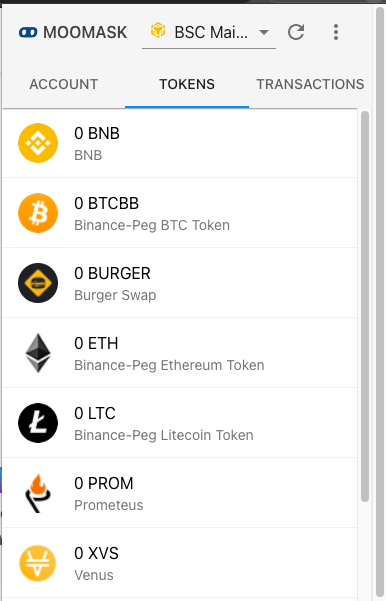 MOOMASK
BSC Mai...
ACCOUNT
TOKENS
TRANSACTIONS
0 BNB
BNB
0 BTCBB
Binance-Peg BTC Token
0 BURGER
Burger Swap
0 ETH
Binance-Peg Ethereum Token
0 LTC
Binance-Peg Litecoin Token
0 PROM
Prometeus
0 XVS
Venus